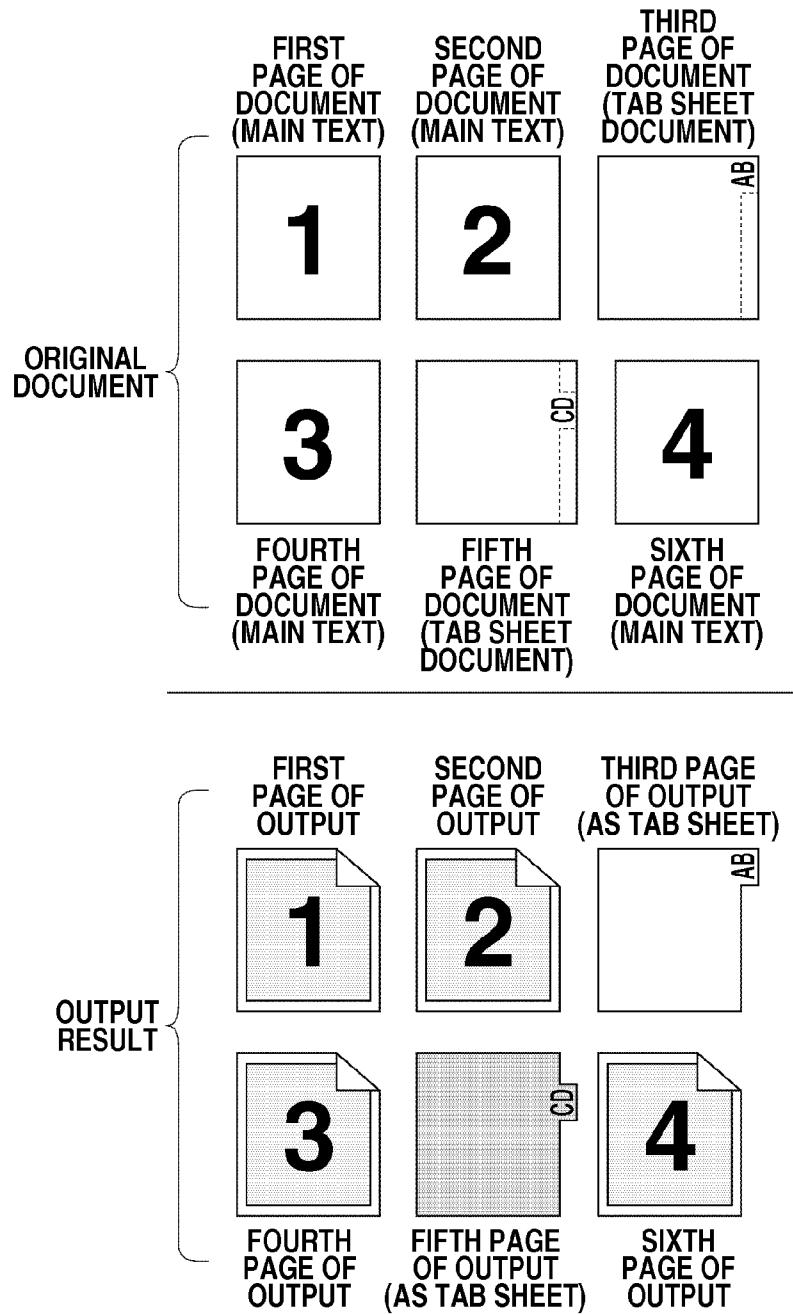 FIRST
PAGE OF
DOCUMENT
(MAIN TEXT)
SECOND
PAGE OF
DOCUMENT
(MAIN TEXT)
THIRD
PAGE OF
DOCUMENT
(TAB SHEET
DOCUMENT)
1
2
AB
ORIGINAL
DOCUMENT
3
CD
4
FOURTH
PAGE OF
DOCUMENT
(MAIN TEXT)
FIFTH
PAGE OF
DOCUMENT
(TAB SHEET
DOCUMENT)
SIXTH
PAGE OF
DOCUMENT
(MAIN TEXT)
FIRST
PAGE OF
OUTPUT
SECOND
PAGE OF
OUTPUT
THIRD PAGE
OF OUTPUT
(AS TAB SHEET)
1
2
AB
OUTPUT
RESULT
3
CD
4
FOURTH
PAGE OF
OUTPUT
FIFTH PAGE
OF OUTPUT
(AS TAB SHEET)
SIXTH
PAGE OF
OUTPUT